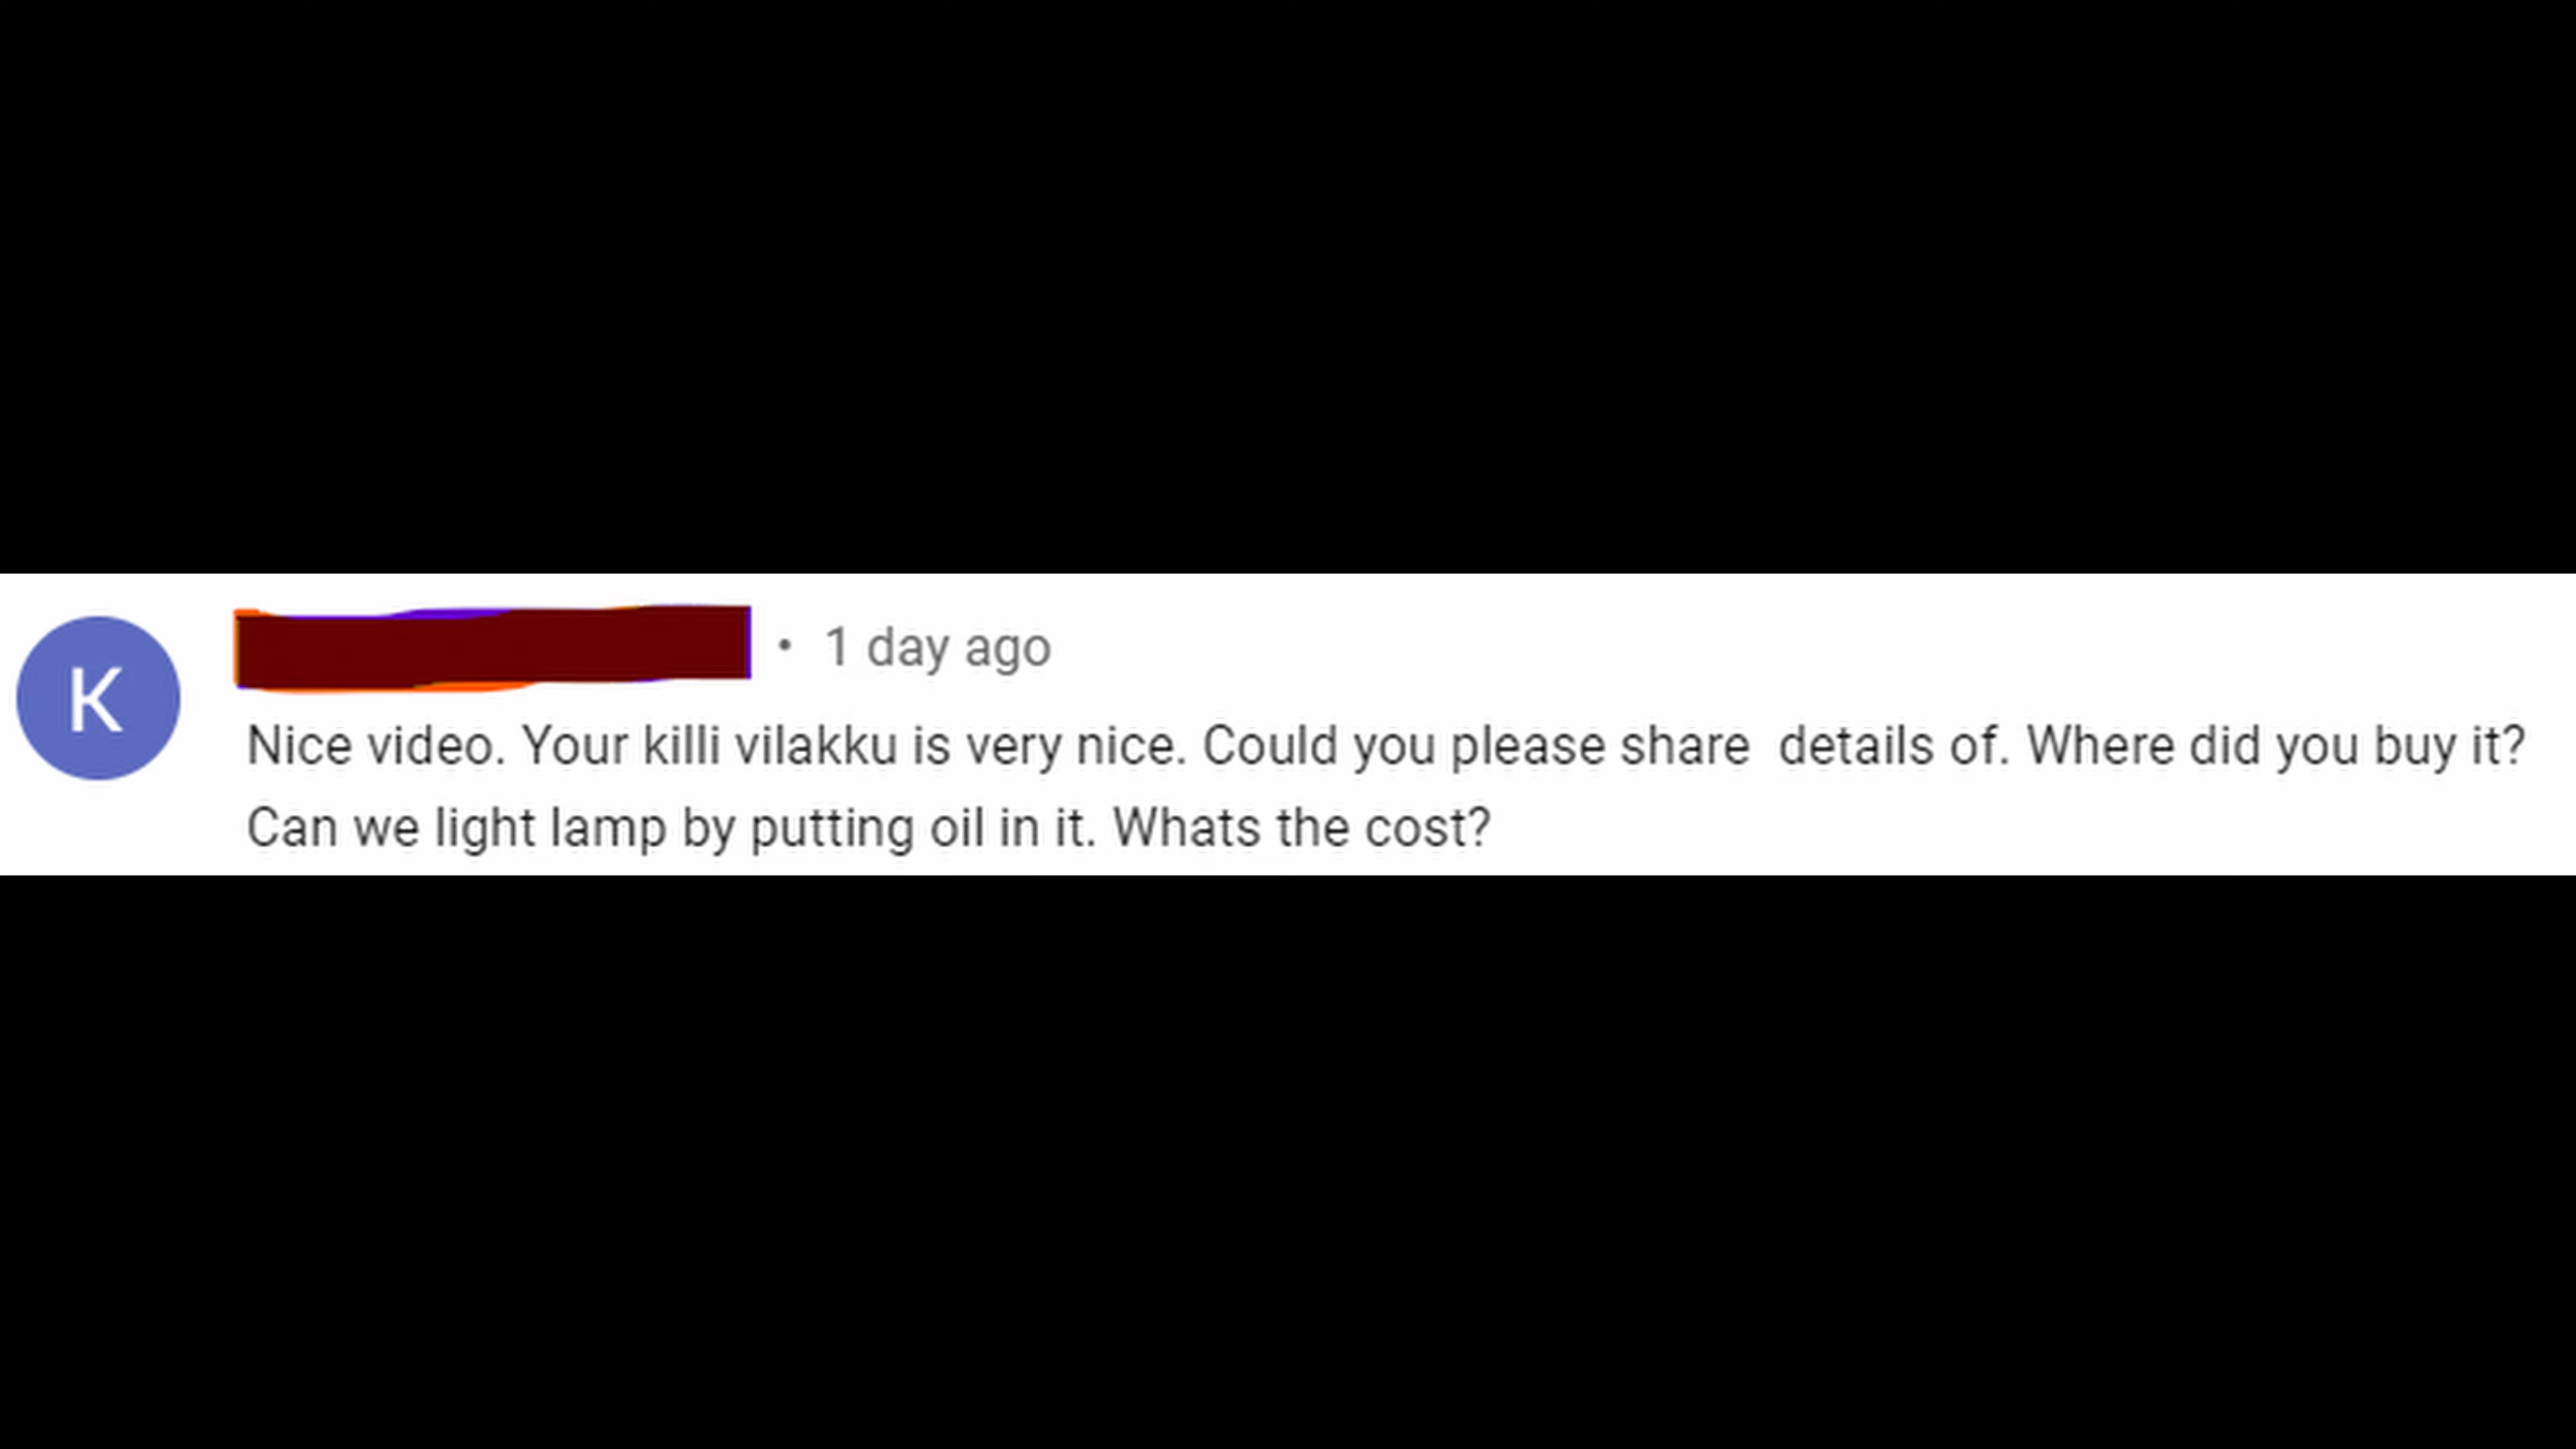 K
• 1 day ago
Nice video. Your killi vilakku is very nice. Could you please share  details of. Where did you buy it?
Can we light lamp by putting oil in it. Whats the cost?